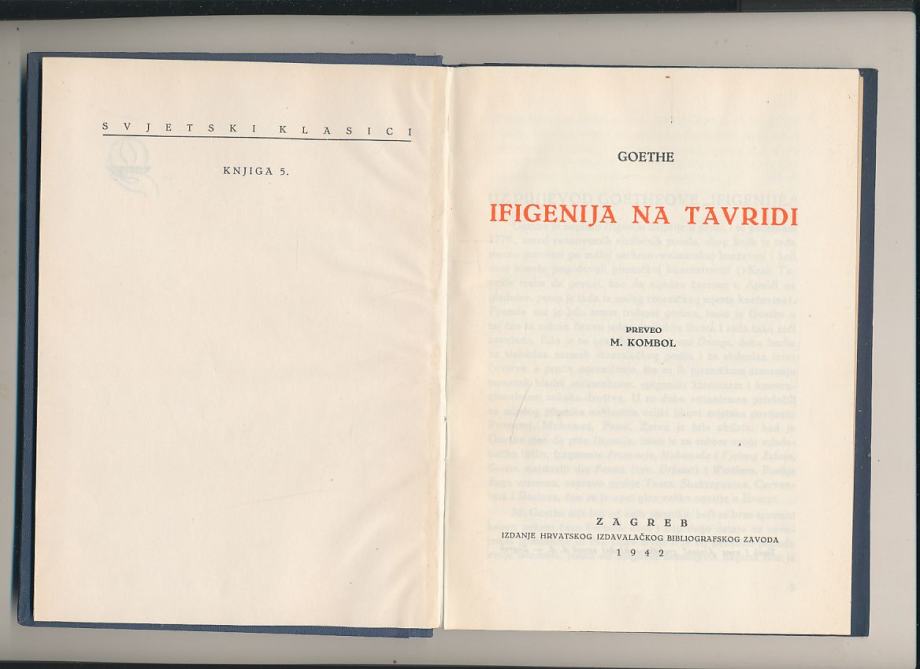 SVJETSKI KLASICI
KNJIGA 5.
GOETHE
IFIGENIJA NA TAVRIDI
PREVEO
M. KOMBOL
ZAGREB
IZDANJE HRVATSKOG IZDAVALAČKOG BIBLIOGRAFSKOG ZAVODA
1942